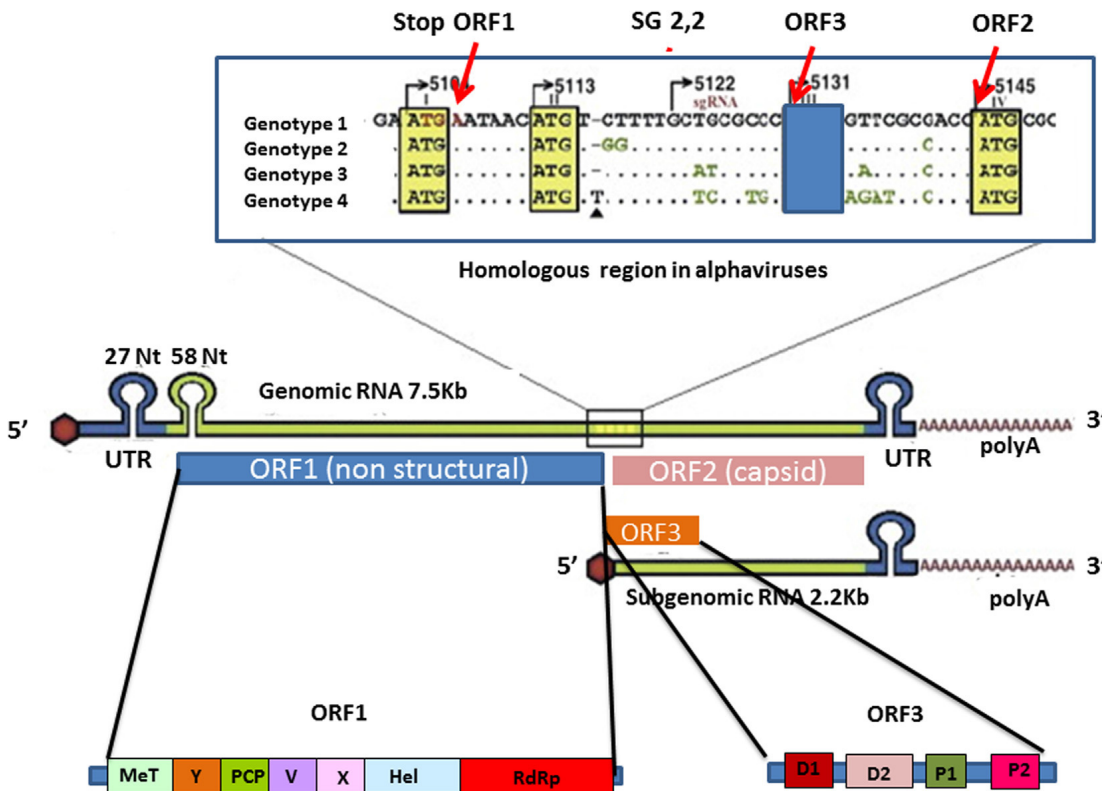 Stop ORF1 SG 2,2 ORF3 ORF2
5113 5122 5131 5145
I II sgRNA III IV
Genotype 1 GA ATG AATAAC ATG T-CTTTTGCTGCGCCC GTTCGCGACC ATG CGC
Genotype 2 ATG ...... ATG .-GG C ATG
Genotype 3 ATG ...... ATG .- AT A C ATG
Genotype 4 ATG ...... ATG .T TC TG AGAT C ATG
Homologous region in alphaviruses
27 Nt 58 Nt
Genomic RNA 7.5Kb
5’ AAAAAAAAAAAAAAA 3’
UTR UTR polyA
ORF1 (non structural) ORF2 (capsid)
ORF3
5’ AAAAAAAAAAAAAAA 3’
Subgenomic RNA 2.2Kb polyA
ORF1 ORF3
MeT Y PCP V X Hel RdRp D1 D2 P1 P2